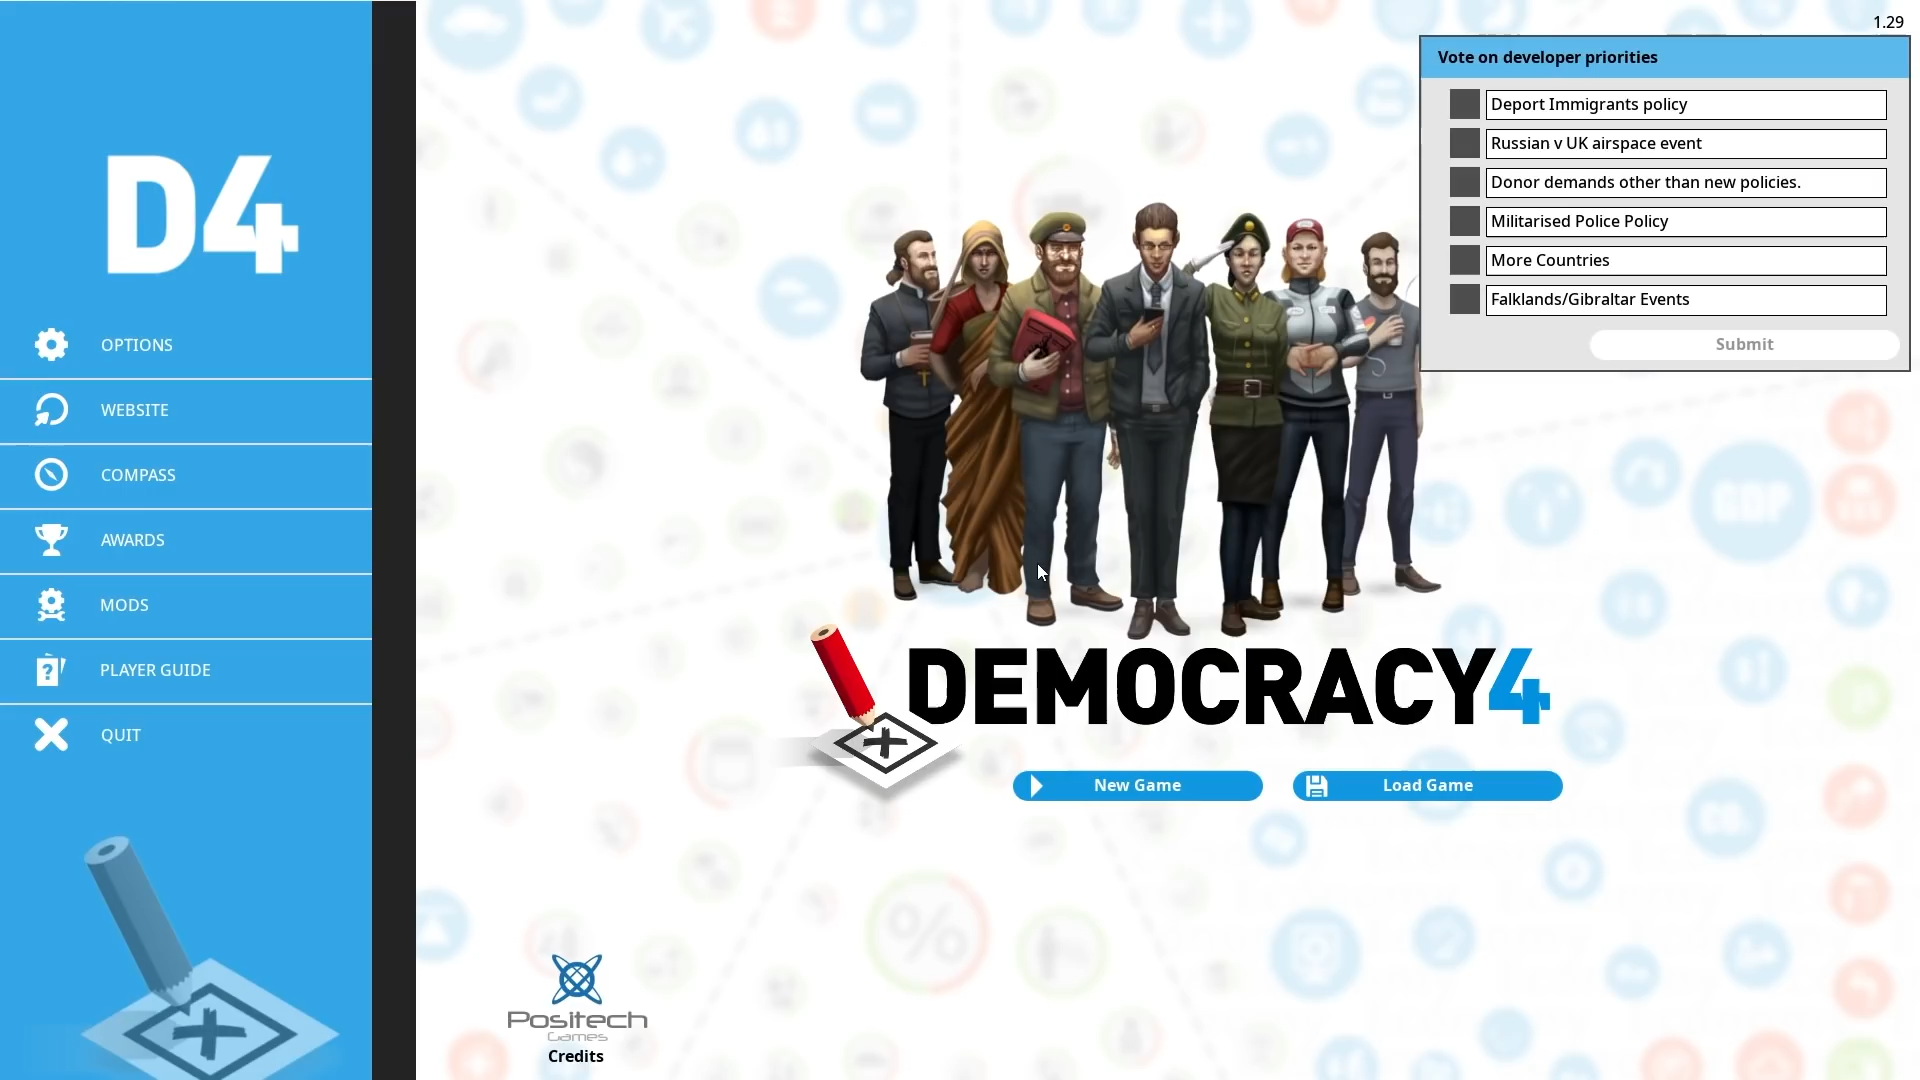 1.29
Vote on developer priorities
Deport Immigrants policy
Russian v UK airspace event
Donor demands other than new policies.
Militarised Police Policy
More Countries
Falklands/Gibraltar Events
Submit
D4
OPTIONS
WEBSITE
COMPASS
AWARDS
MODS
PLAYER GUIDE
QUIT
GDP
DEMOCRACY4
New Game
Load Game
%
Positech
Games
Credits